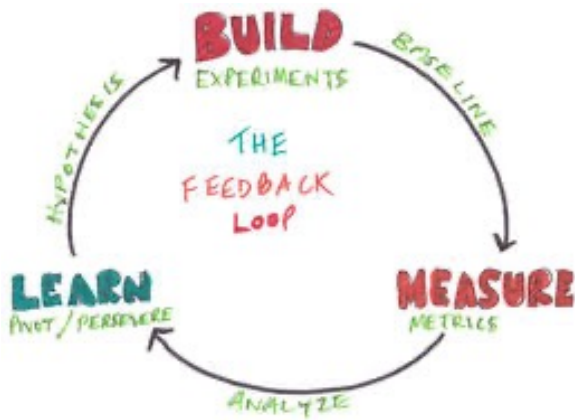 BUILD
EXPERIMENTS
BASELINE
HYPOTHESIS
THE
FEEDBACK
LOOP
LEARN
PIVOT/PERSEVERE
MEASURE
METRICS
ANALYZE